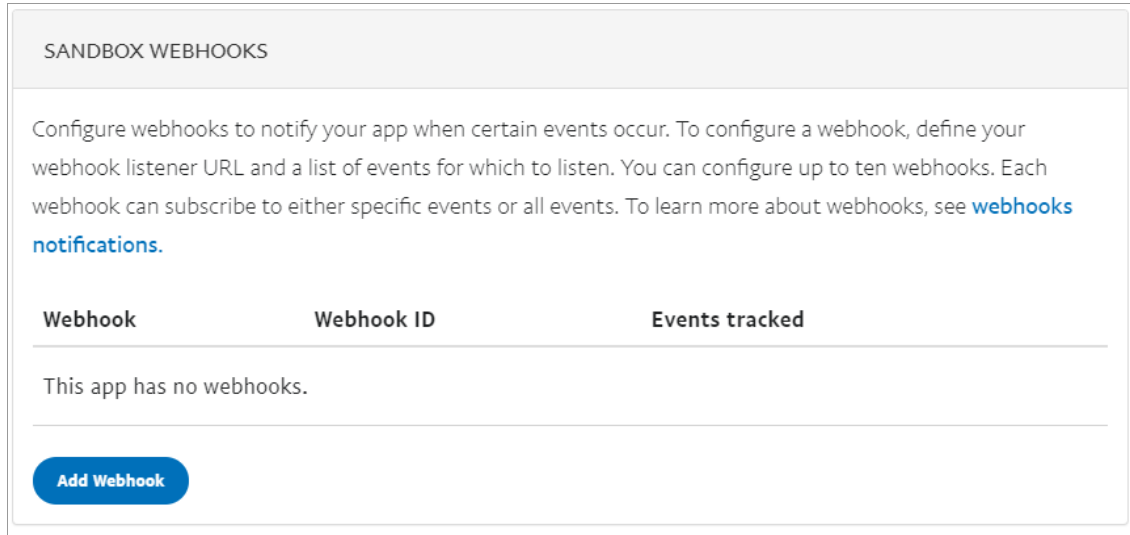 SANDBOX WEBHOOKS
Configure webhooks to notify your app when certain events occur. To configure a webhook, define your
webhook listener URL and a list of events for which to listen. You can configure up to ten webhooks. Each
webhook can subscribe to either specific events or all events. To learn more about webhooks, see webhooks
notifications.
Webhook Webhook ID Events tracked
This app has no webhooks.
Add Webhook